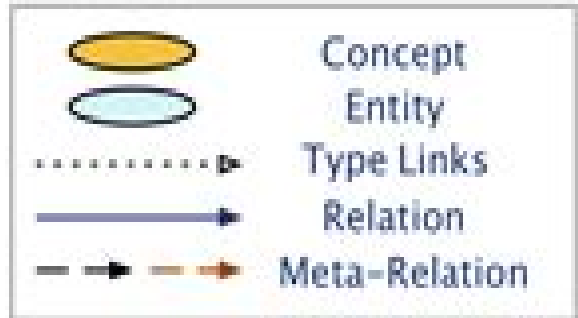 Concept
Entity
Type Links
Relation
Meta-Relation